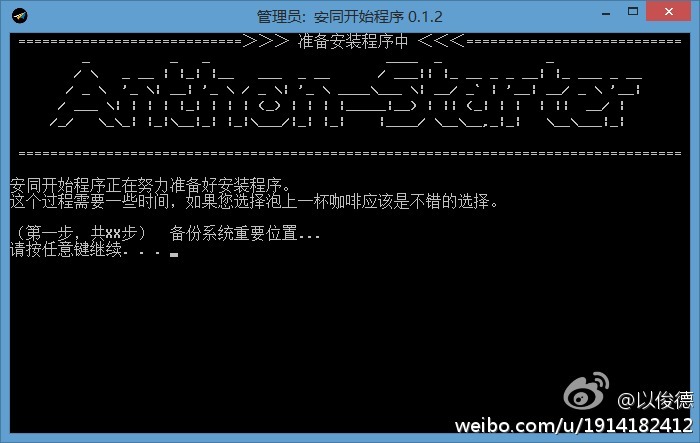 管理员: 安同开始程序 0.1.2
==========================>>> 准备安装程序中 <<<=========================
Anthon-Starter
安同开始程序正在努力准备好安装程序。
这个过程需要一些时间，如果您选择泡上一杯咖啡应该是不错的选择。
（第一步，共xx步） 备份系统重要位置...
请按任意键继续. . .
@以俊德
weibo.com/u/1914182412